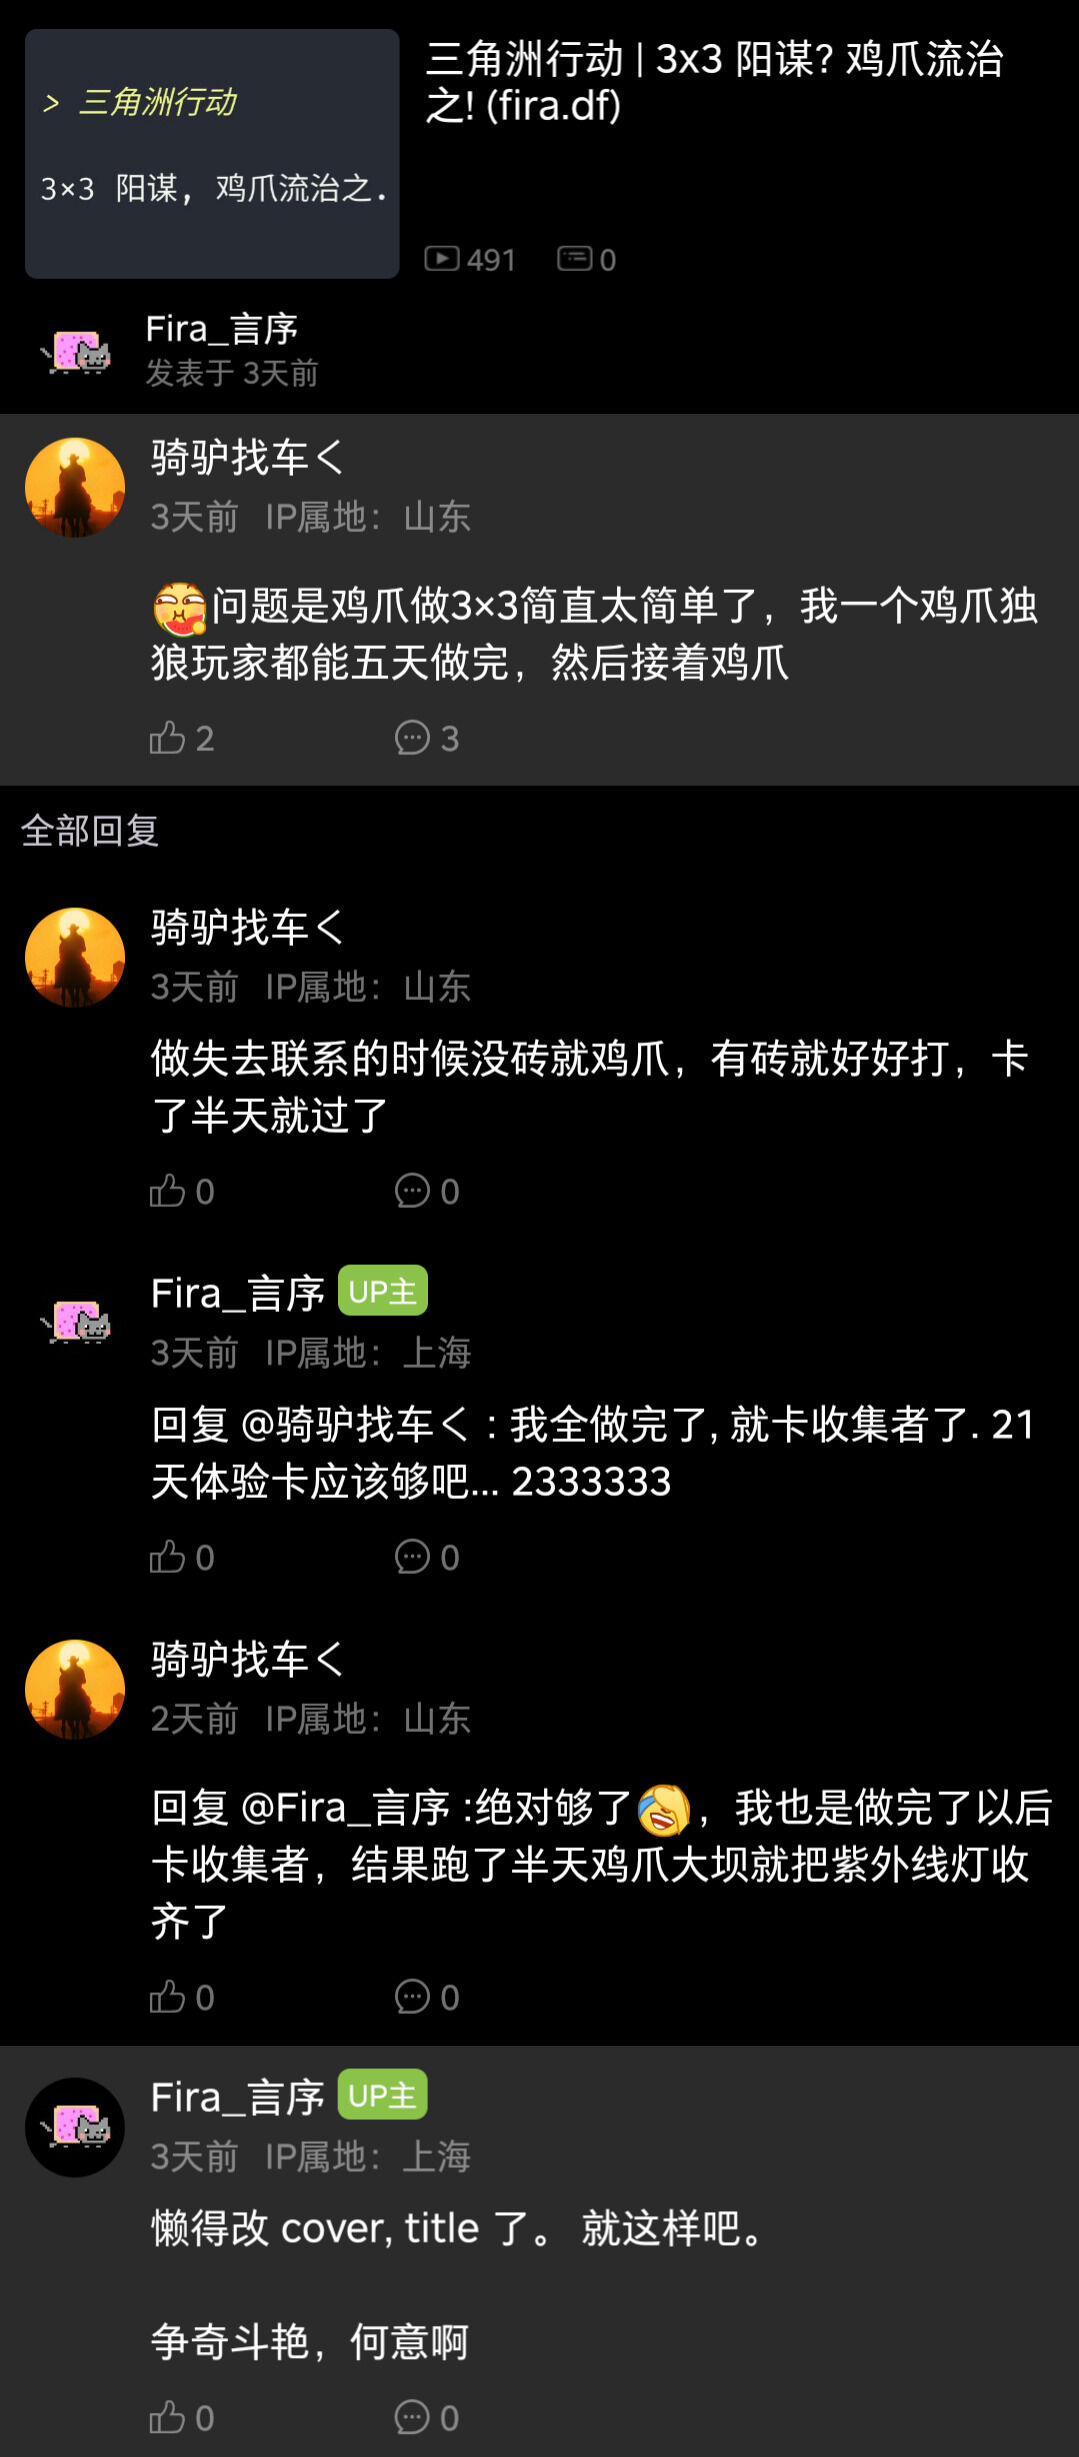 > 三角洲行动
3×3 阳谋, 鸡爪流治之.
三角洲行动 | 3x3 阳谋? 鸡爪流治
之! (fira.df)
491 0
Fira_言序
发表于 3天前
骑驴找车く
3天前 IP属地：山东
问题是鸡爪做3×3简直太简单了，我一个鸡爪独
狼玩家都能五天做完，然后接着鸡爪
2 3
全部回复
骑驴找车く
3天前 IP属地：山东
做失去联系的时候没砖就鸡爪，有砖就好好打，卡
了半天就过了
0 0
Fira_言序 UP主
3天前 IP属地：上海
回复 @骑驴找车く : 我全做完了, 就卡收集者了. 21
天体验卡应该够吧... 2333333
0 0
骑驴找车く
2天前 IP属地：山东
回复 @Fira_言序 :绝对够了，我也是做完了以后
卡收集者，结果跑了半天鸡爪大坝就把紫外线灯收
齐了
0 0
Fira_言序 UP主
3天前 IP属地：上海
懒得改 cover, title 了。 就这样吧。
争奇斗艳，何意啊
0 0